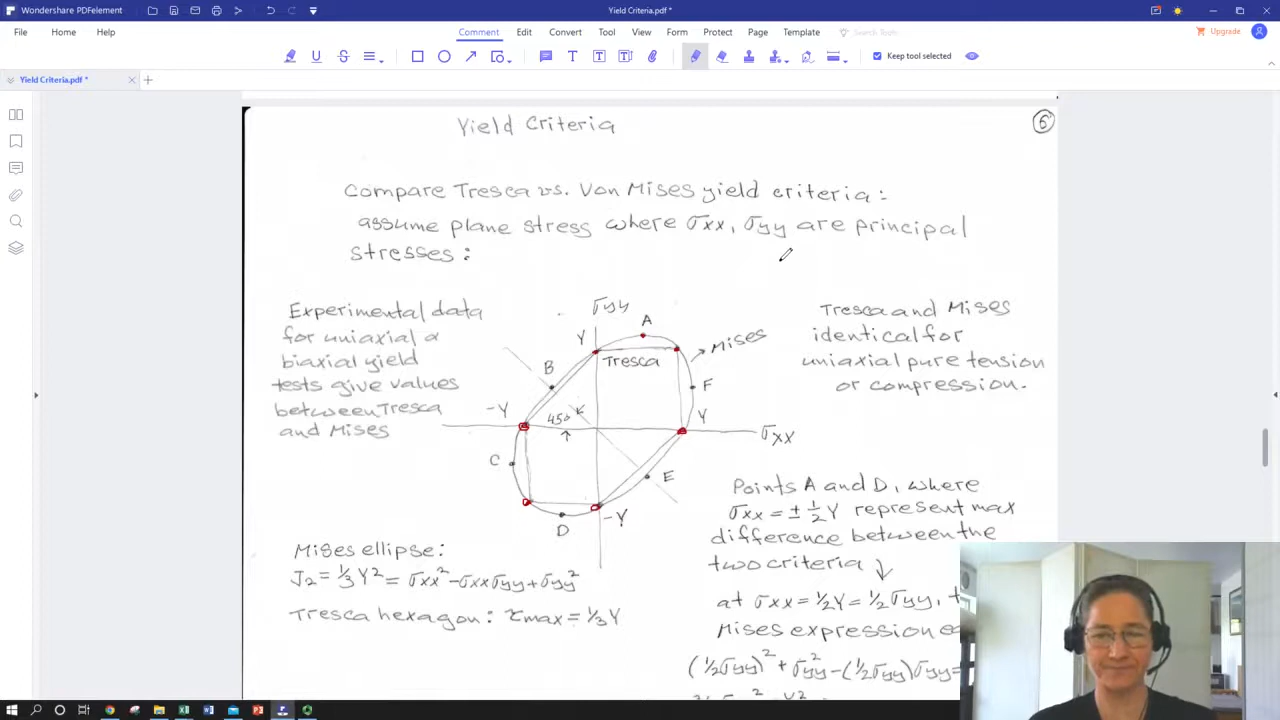 Wondershare PDFelement
Yield Criteria.pdf *
File Home Help
Comment Edit Convert Tool View Form Protect Page Template Search Tools
Upgrade
Keep tool selected
Yield Criteria.pdf *
Yield Criteria
6
Compare Tresca vs. Von Mises yield criteria:
assume plane stress where σxx, σyy are principal
stresses:
Experimental data
for uniaxial &
biaxial yield
tests give values
between Tresca
and Mises
σyy
A
Y
Tresca
Mises
B
F
-Y
45°
Y
σxx
C
E
D
-Y
Tresca and Mises
identical for
uniaxial pure tension
or compression.
Points A and D, where
σxx = ± ½Y represent max
difference between the
two criteria
at σxx = ½Y = ½σyy,
Mises expression
(½σyy)² + σyy² - (½σyy)σyy =
Mises ellipse:
J2 = ⅓Y² = σxx² - σxxσyy + σyy²
Tresca hexagon: τmax = ⅓Y